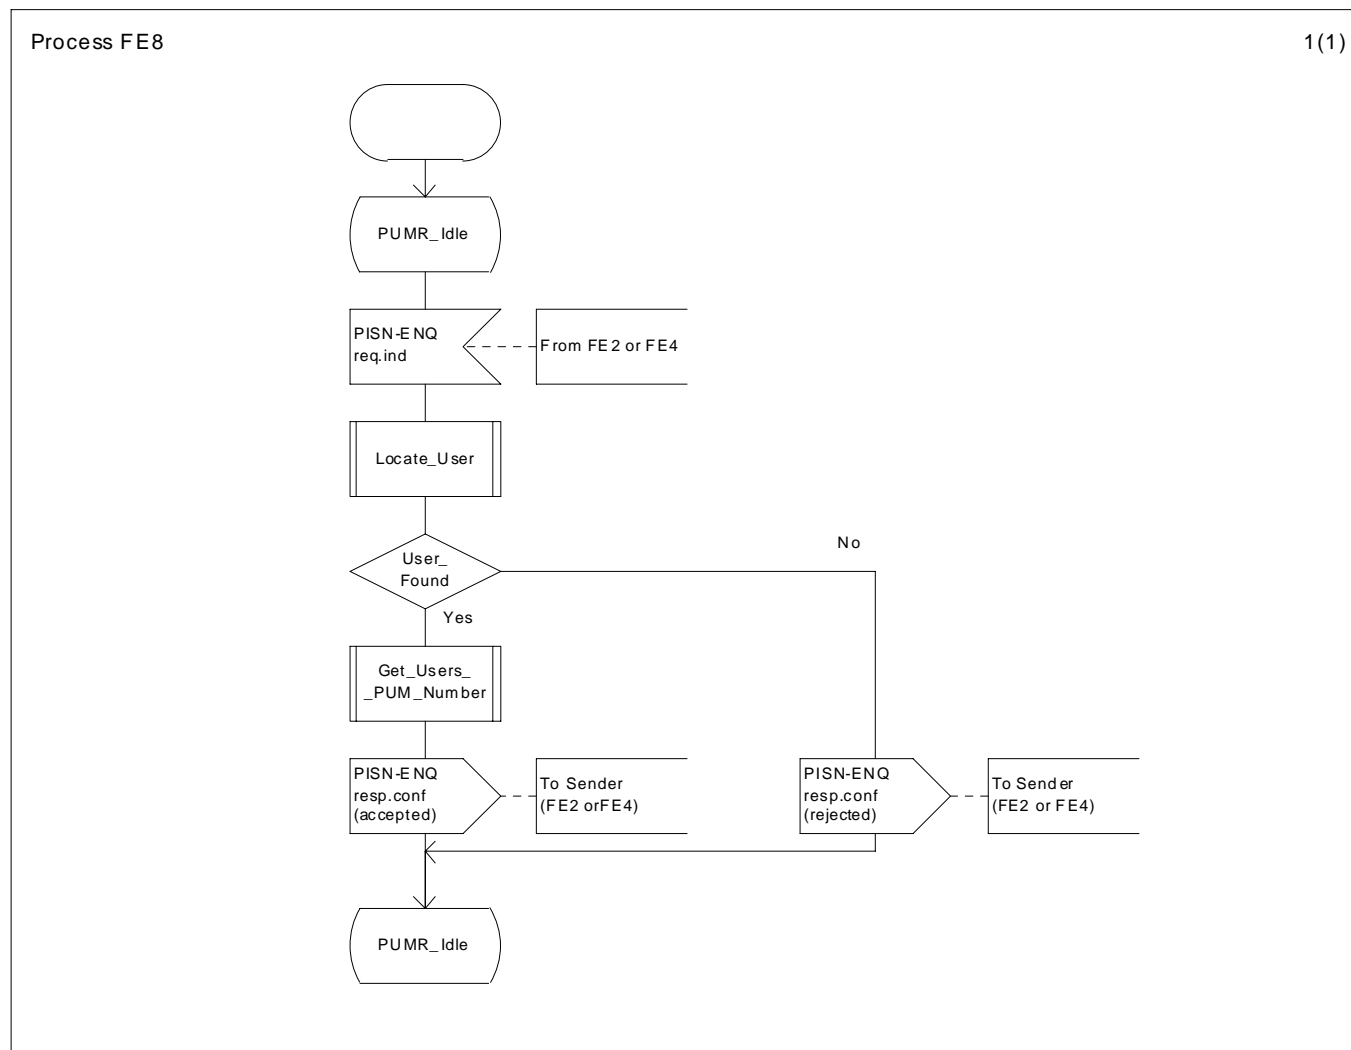 Process FE8
1(1)
PUMR_Idle
PISN-ENQ
req.ind
From FE2 or FE4
Locate_User
User_
Found
No
Yes
Get_Users_
_PUM_Number
PISN-ENQ
resp.conf
(accepted)
To Sender
(FE2 orFE4)
PISN-ENQ
resp.conf
(rejected)
To Sender
(FE2 or FE4)
PUMR_Idle